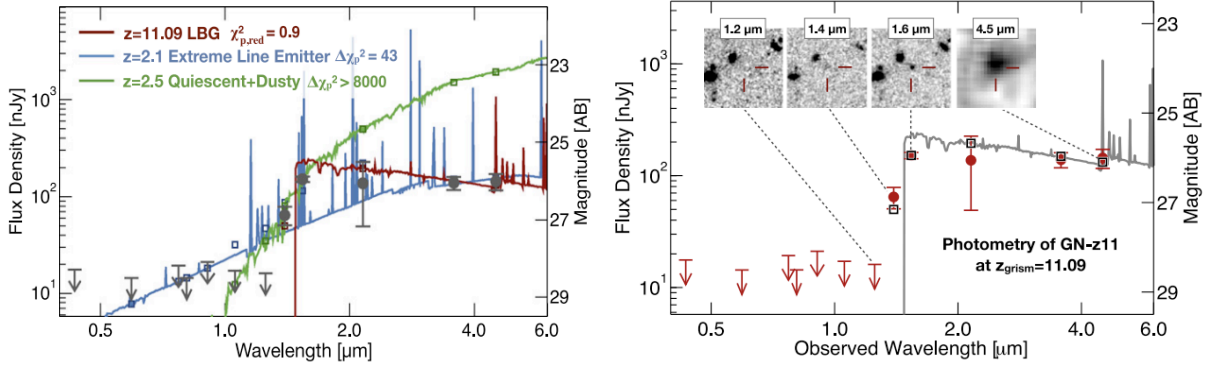 z=11.09 LBG χ²p,red = 0.9
z=2.1 Extreme Line Emitter Δχp² = 43
z=2.5 Quiescent+Dusty Δχp² > 8000
Flux Density [nJy]
10³
10²
10¹
Magnitude [AB]
23
25
27
29
0.5
1.0
2.0
4.0
6.0
Wavelength [μm]
1.2 μm
1.4 μm
1.6 μm
4.5 μm
Flux Density [nJy]
10³
10²
10¹
Magnitude [AB]
23
25
27
29
Photometry of GN-z11
at zgrism=11.09
0.5
1.0
2.0
4.0
6.0
Observed Wavelength [μm]